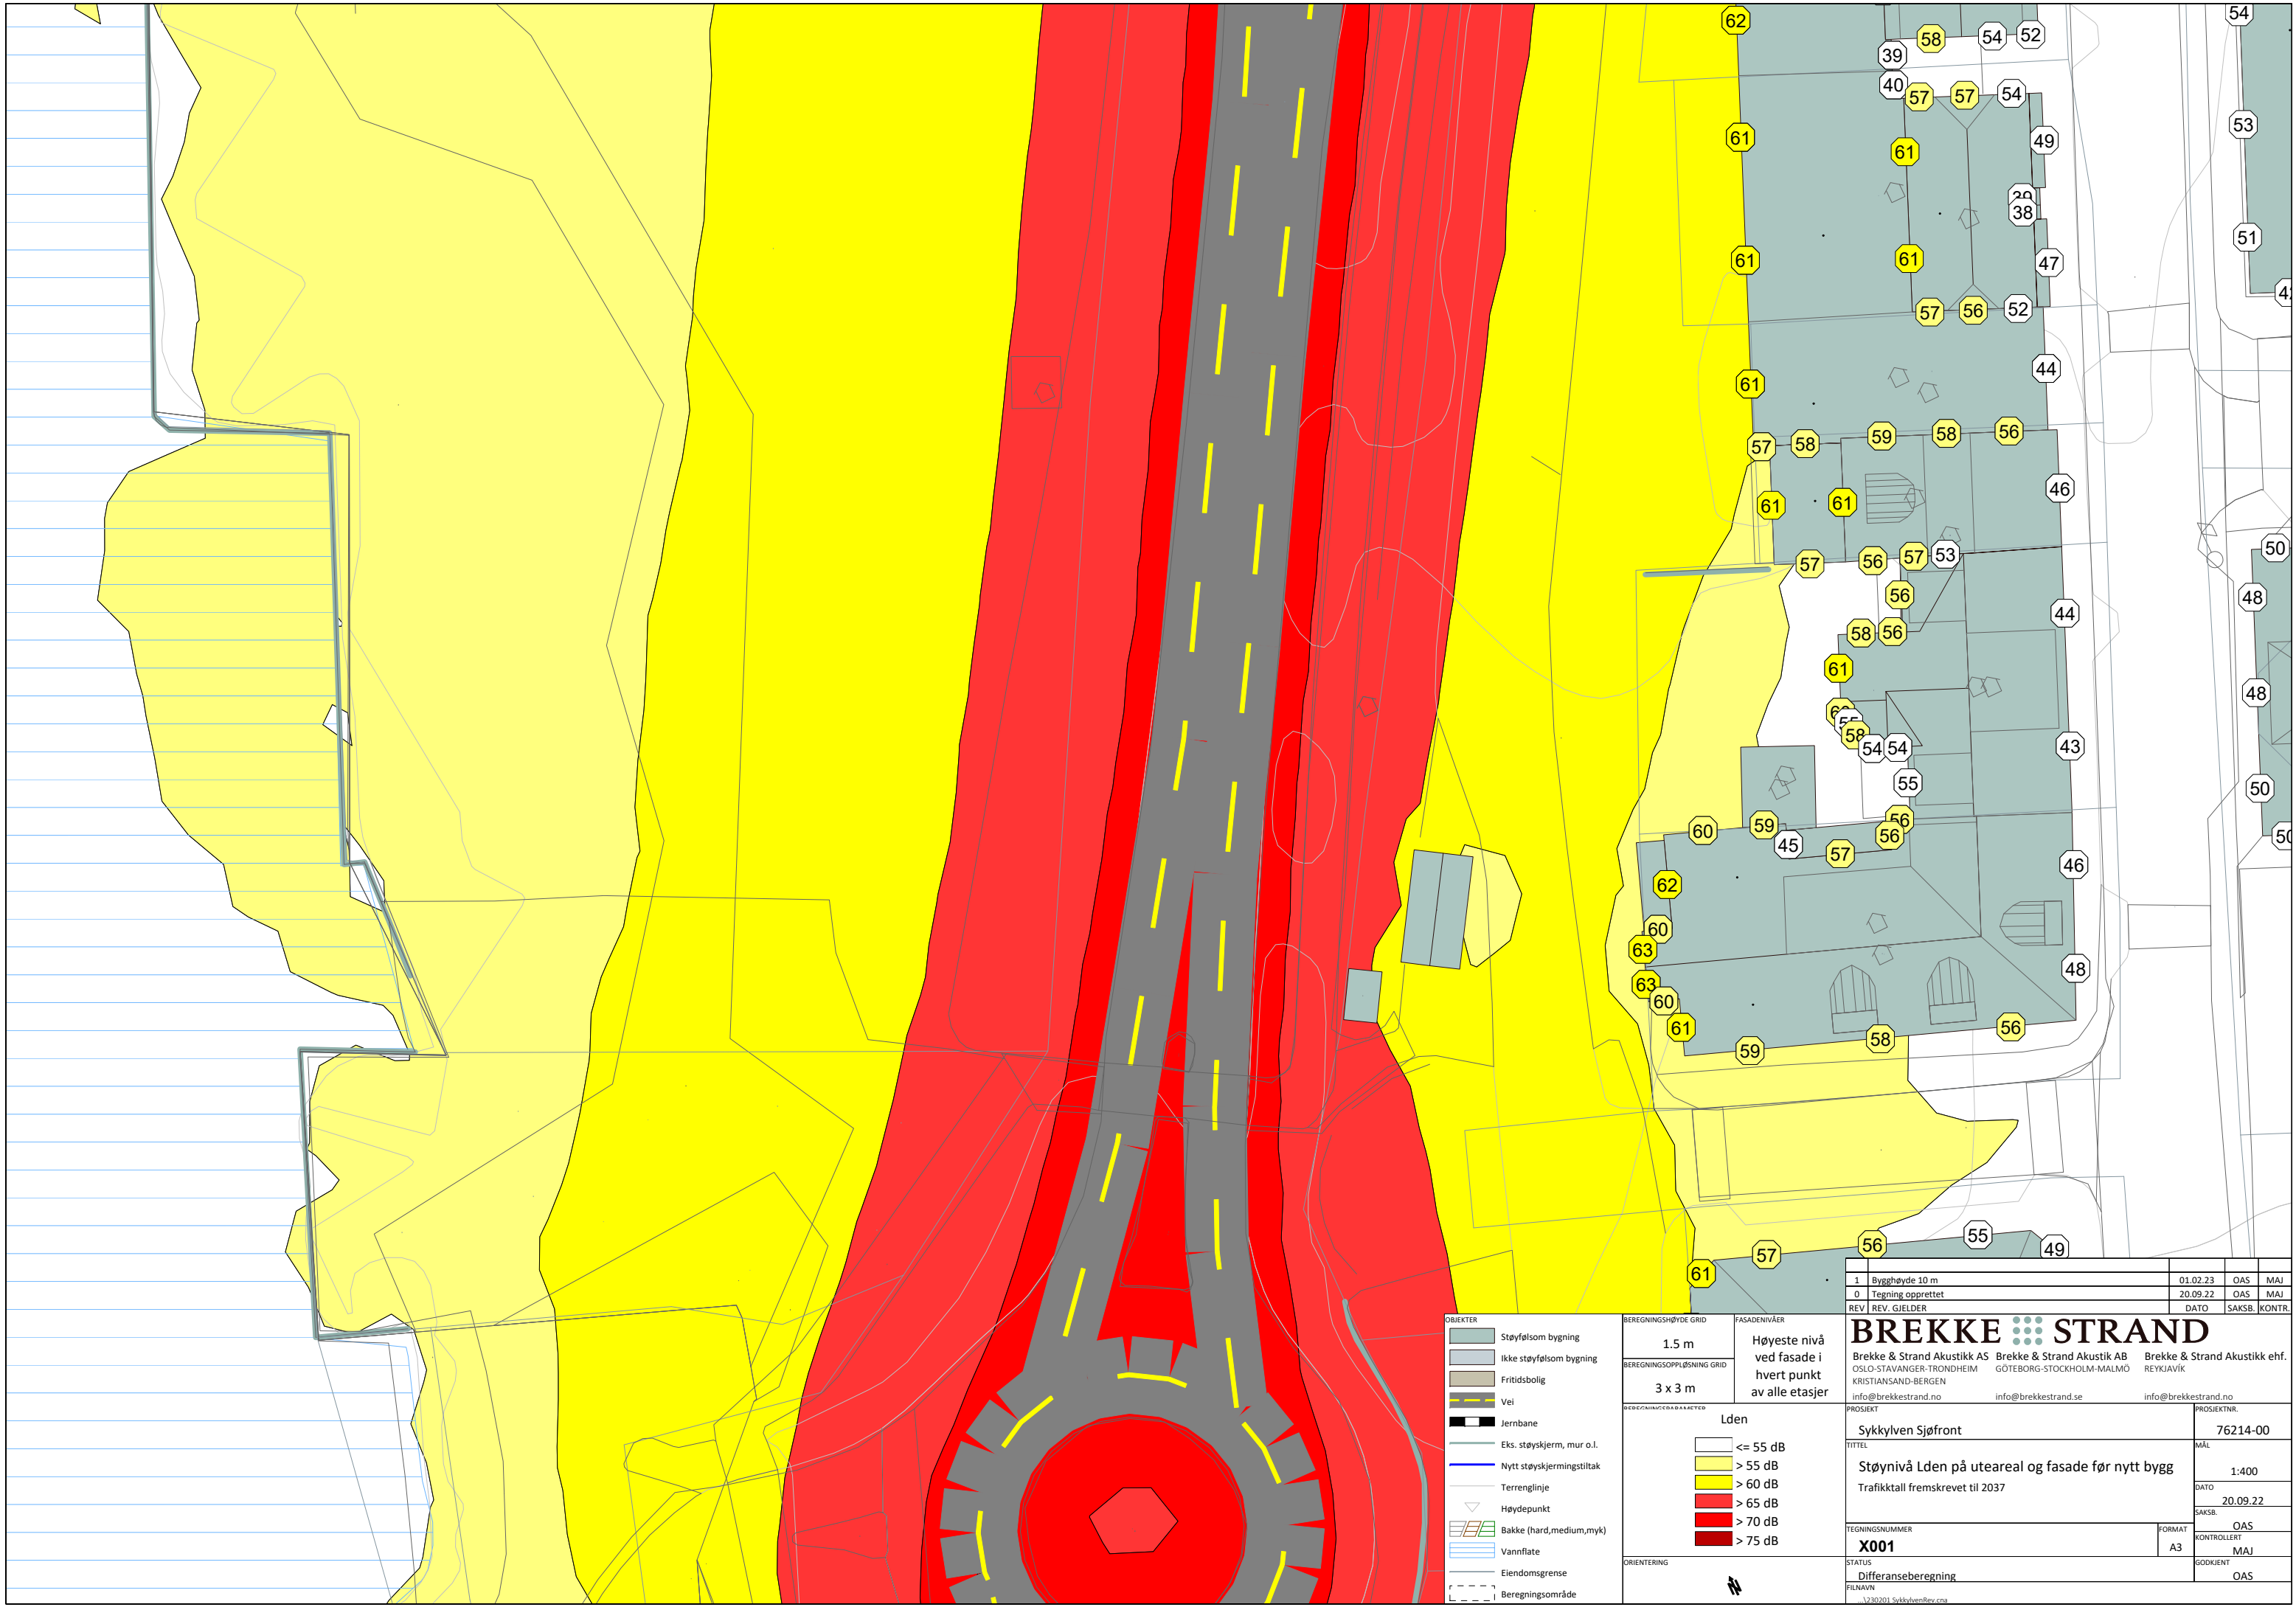 62
58
54
52
54
39
40
57
57
54
61
61
49
53
39
38
51
61
61
47
57
56
52
61
44
57
58
59
58
56
61
61
46
57
56
57
53
50
56
48
44
58
56
61
48
55
58
54
54
43
55
50
60
59
56
56
45
57
50
62
46
60
63
48
63
60
61
56
58
59
55
56
57
49
61
1 Bygghøyde 10 m 01.02.23 OAS MAJ
0 Tegning opprettet 20.09.22 OAS MAJ
REV REV. GJELDER DATO SAKSB. KONTR.
OBJEKTER
Støyfølsom bygning
Ikke støyfølsom bygning
Fritidsbolig
Vei
Jernbane
Eks. støyskjerm, mur o.l.
Nytt støyskjermingstiltak
Terrenglinje
Høydepunkt
Bakke (hard,medium,myk)
Vannflate
Eiendomsgrense
Beregningsområde
BEREGNINGSHØYDE GRID
1.5 m
BEREGNINGSOPPLØSNING GRID
3 x 3 m
FASADENIVÅER
Høyeste nivå
ved fasade i
hvert punkt
av alle etasjer
BEREGNINGSPARAMETER
Lden
<= 55 dB
> 55 dB
> 60 dB
> 65 dB
> 70 dB
> 75 dB
ORIENTERING
N
BREKKE STRAND
Brekke & Strand Akustikk AS Brekke & Strand Akustik AB Brekke & Strand Akustikk ehf.
OSLO-STAVANGER-TRONDHEIM GÖTEBORG-STOCKHOLM-MALMÖ REYKJAVÍK
KRISTIANSAND-BERGEN
info@brekkestrand.no info@brekkestrand.se info@brekkestrand.no
PROSJEKT
Sykkylven Sjøfront
PROSJEKTNR.
76214-00
TITTEL
Støynivå Lden på uteareal og fasade før nytt bygg
Trafikktall fremskrevet til 2037
MÅL
1:400
DATO
20.09.22
SAKSB.
OAS
TEGNINGSNUMMER
X001
FORMAT
A3
KONTROLLERT
MAJ
STATUS
Differanseberegning
GODKJENT
OAS
FILNAVN
...\230201 SykkylvenRev.cna